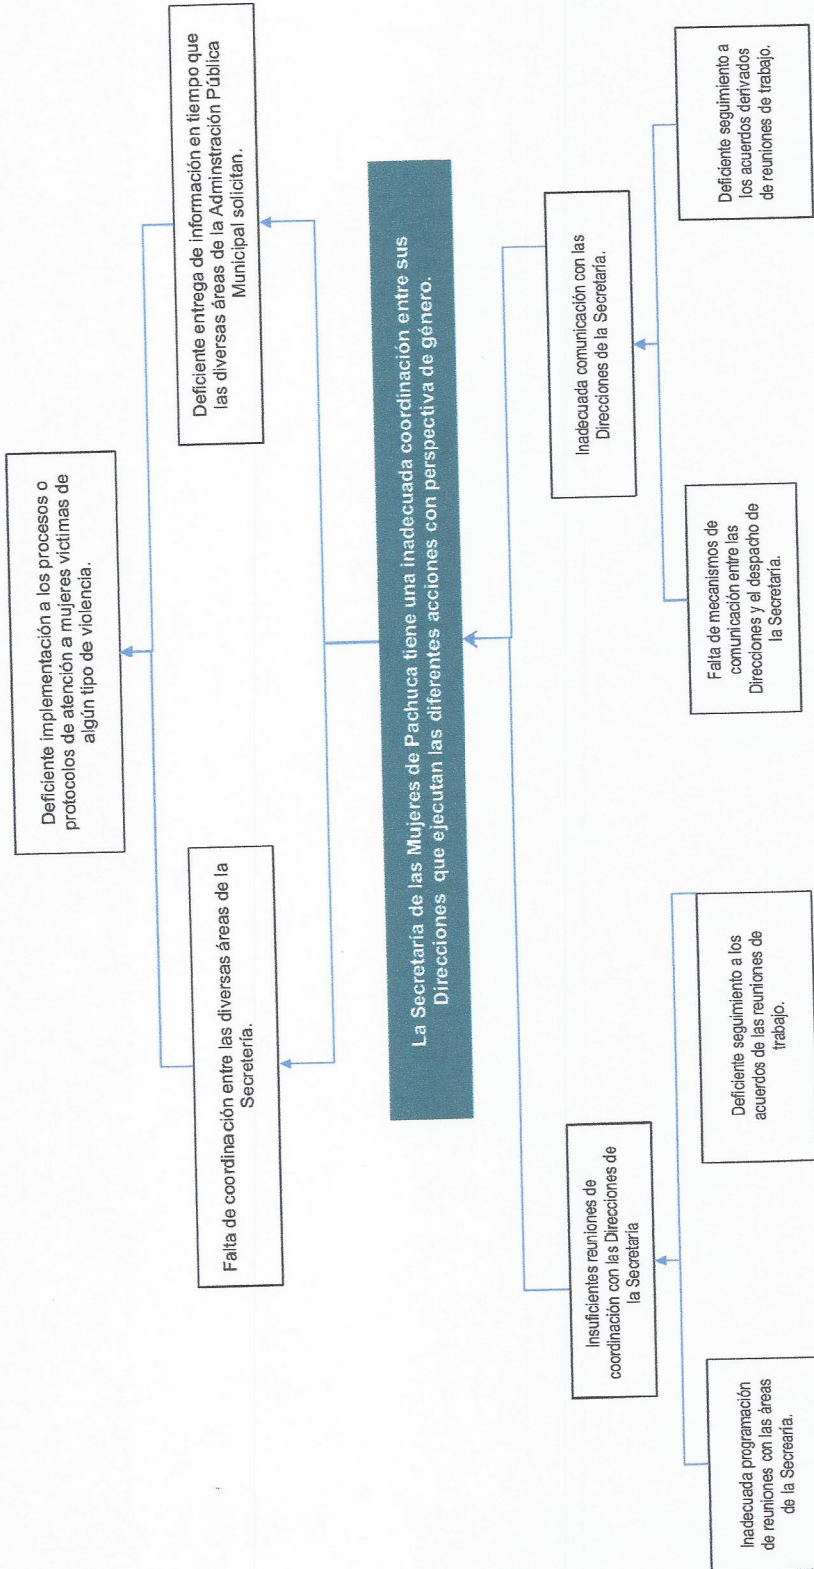 Deficiente implementación a los procesos o
protocolos de atención a mujeres victimas de
algún tipo de violencia.
Falta de coordinación entre las diversas áreas de la
Secretería.
Deficiente entrega de información en tiempo que
las diversas áreas de la Adminstración Pública
Municipal solicitan.
La Secretaría de las Mujeres de Pachuca tiene una inadecuada coordinación entre sus
Direcciones que ejecutan las diferentes acciones con perspectiva de género.
Insuficientes reuniones de
coordinación con las Direcciones de
la Secretaria
Inadecuada comunicación con las
Direcciones de la Secretaría.
Inadecuada programación
de reuniones con las áreas
de la Secrearía.
Deficiente seguimiento a los
acuerdos de las reuniones de
trabajo.
Falta de mecanismos de
comunicación entre las
Direcciones y el despacho de
la Secretaría.
Deficiente seguimiento a
los acuerdos derivados
de reuniones de trabajo.